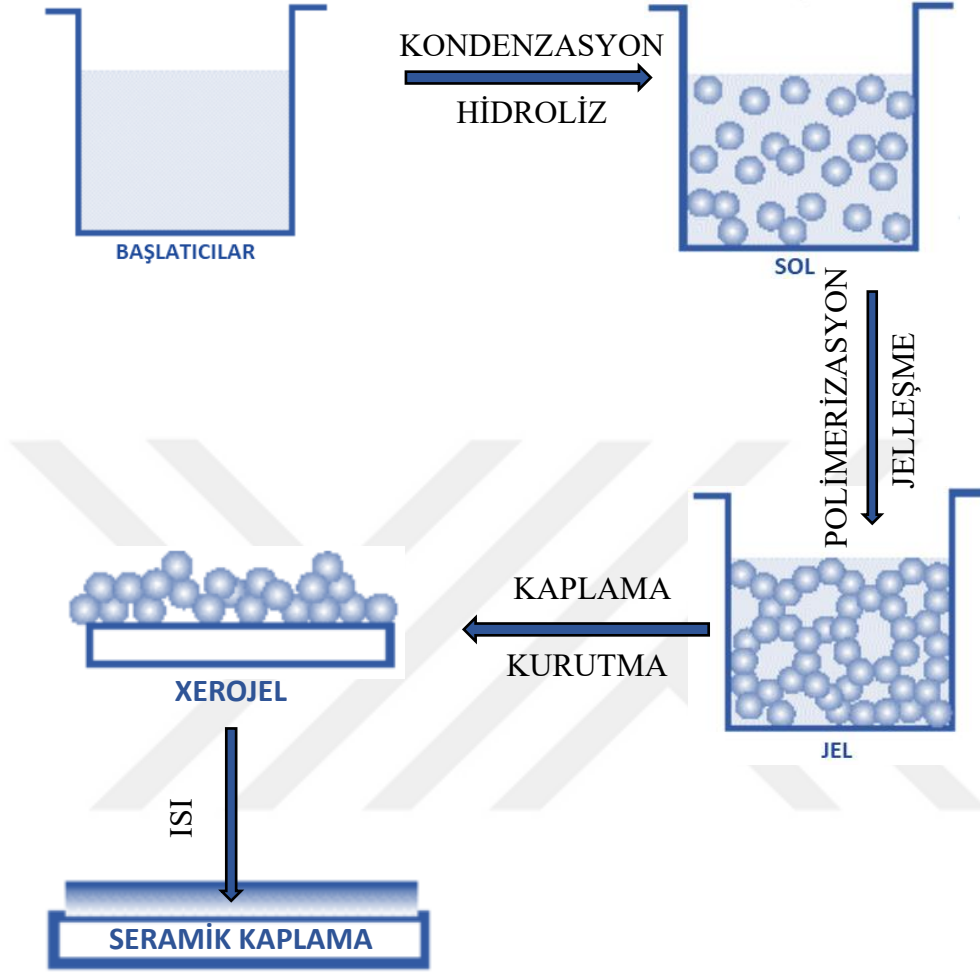 KONDENZASYON
HİDROLİZ
BAŞLATICILAR
SOL
POLİMERİZASYON
JELLEŞME
JEL
KAPLAMA
KURUTMA
XEROJEL
ISI
SERAMİK KAPLAMA